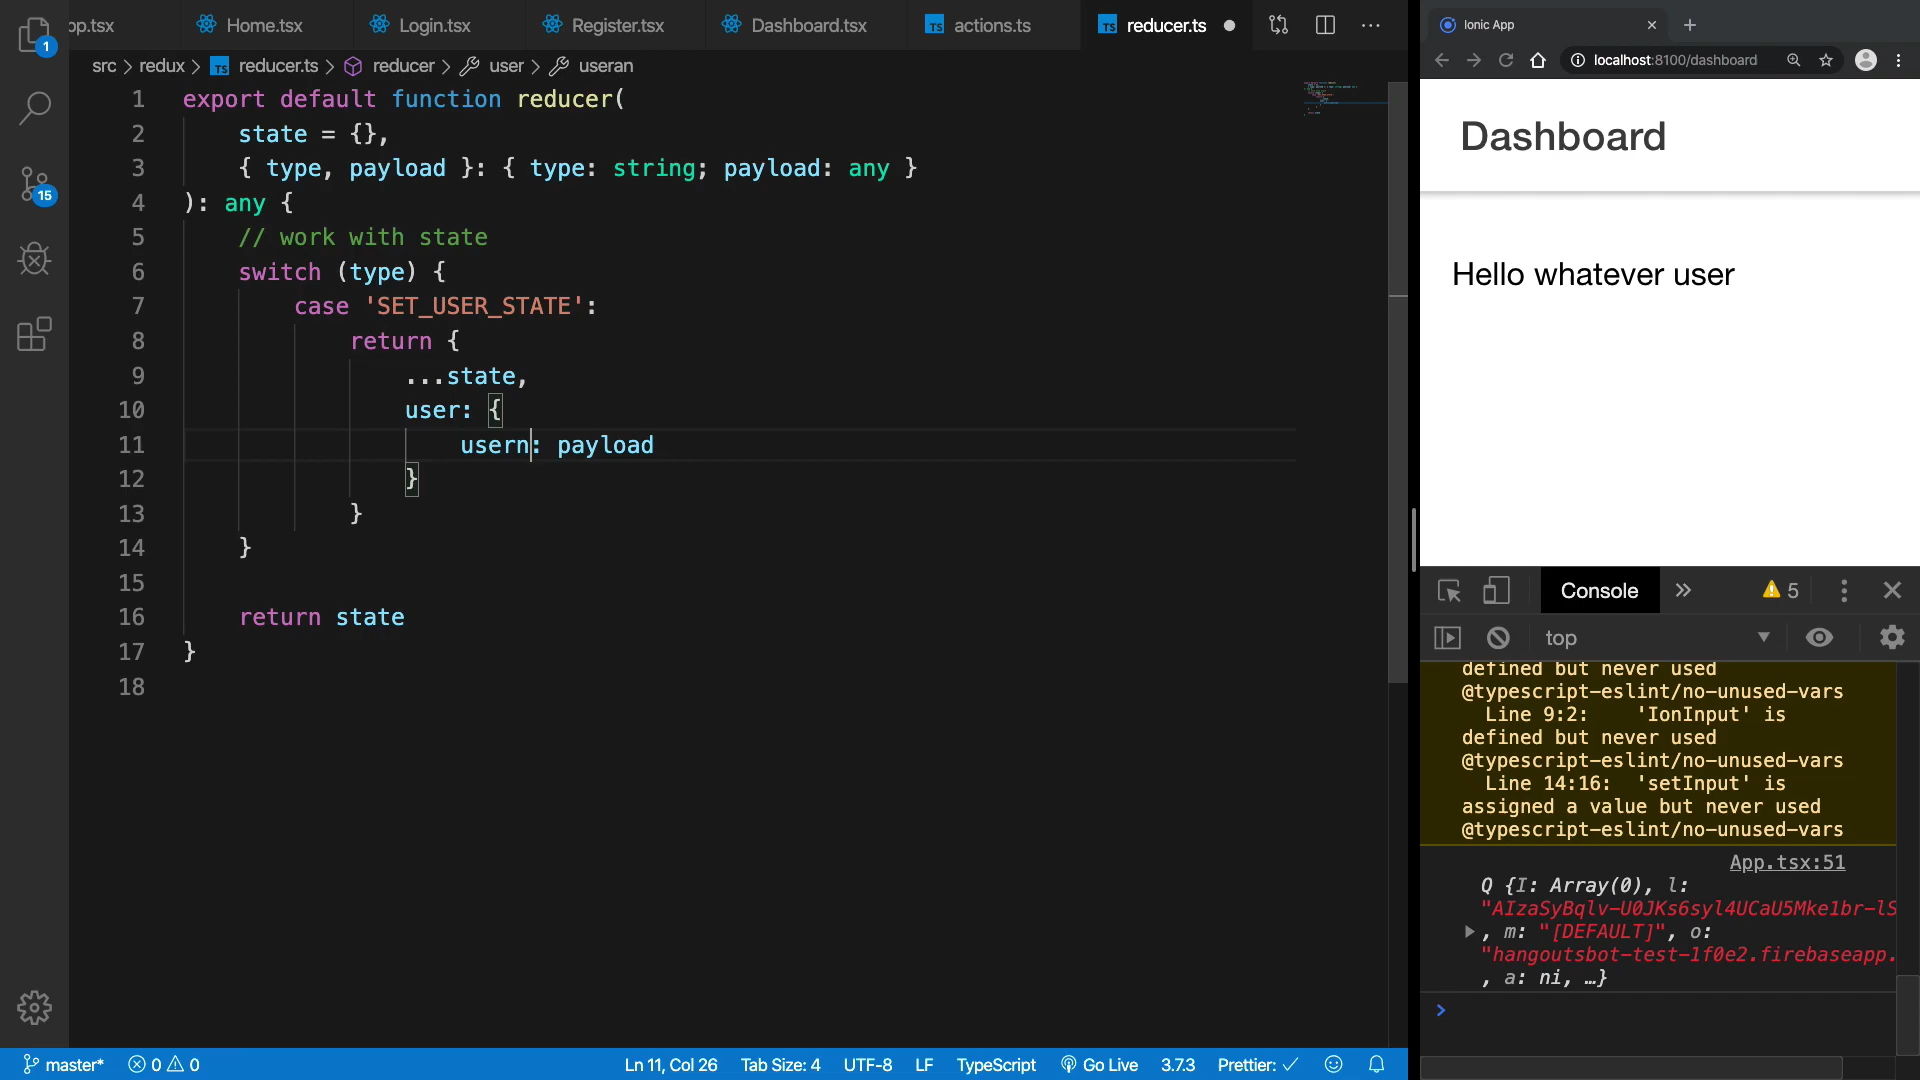 pp.tsx Home.tsx Login.tsx Register.tsx Dashboard.tsx TS actions.ts TS reducer.ts
1
src > redux > TS reducer.ts > reducer > user > useran
1 export default function reducer(
2 state = {},
3 { type, payload }: { type: string; payload: any }
4 ): any {
5 // work with state
6 switch (type) {
7 case 'SET_USER_STATE':
8 return {
9 ...state,
10 user: {
11 usern: payload
12 }
13 }
14 }
15
16 return state
17 }
18
15
master* 0 0 Ln 11, Col 26 Tab Size: 4 UTF-8 LF TypeScript Go Live 3.7.3 Prettier: ✓
Ionic App
localhost:8100/dashboard
Dashboard
Hello whatever user
Console » 5
top
defined but never used
@typescript-eslint/no-unused-vars
Line 9:2: 'IonInput' is
defined but never used
@typescript-eslint/no-unused-vars
Line 14:16: 'setInput' is
assigned a value but never used
@typescript-eslint/no-unused-vars
App.tsx:51
Q {I: Array(0), l:
"AIzaSyBqlv-U0JKs6syl4UCaU5Mke1br-lS
, m: "[DEFAULT]", o:
"hangoutsbot-test-1f0e2.firebaseapp.
, a: ni, …}
>